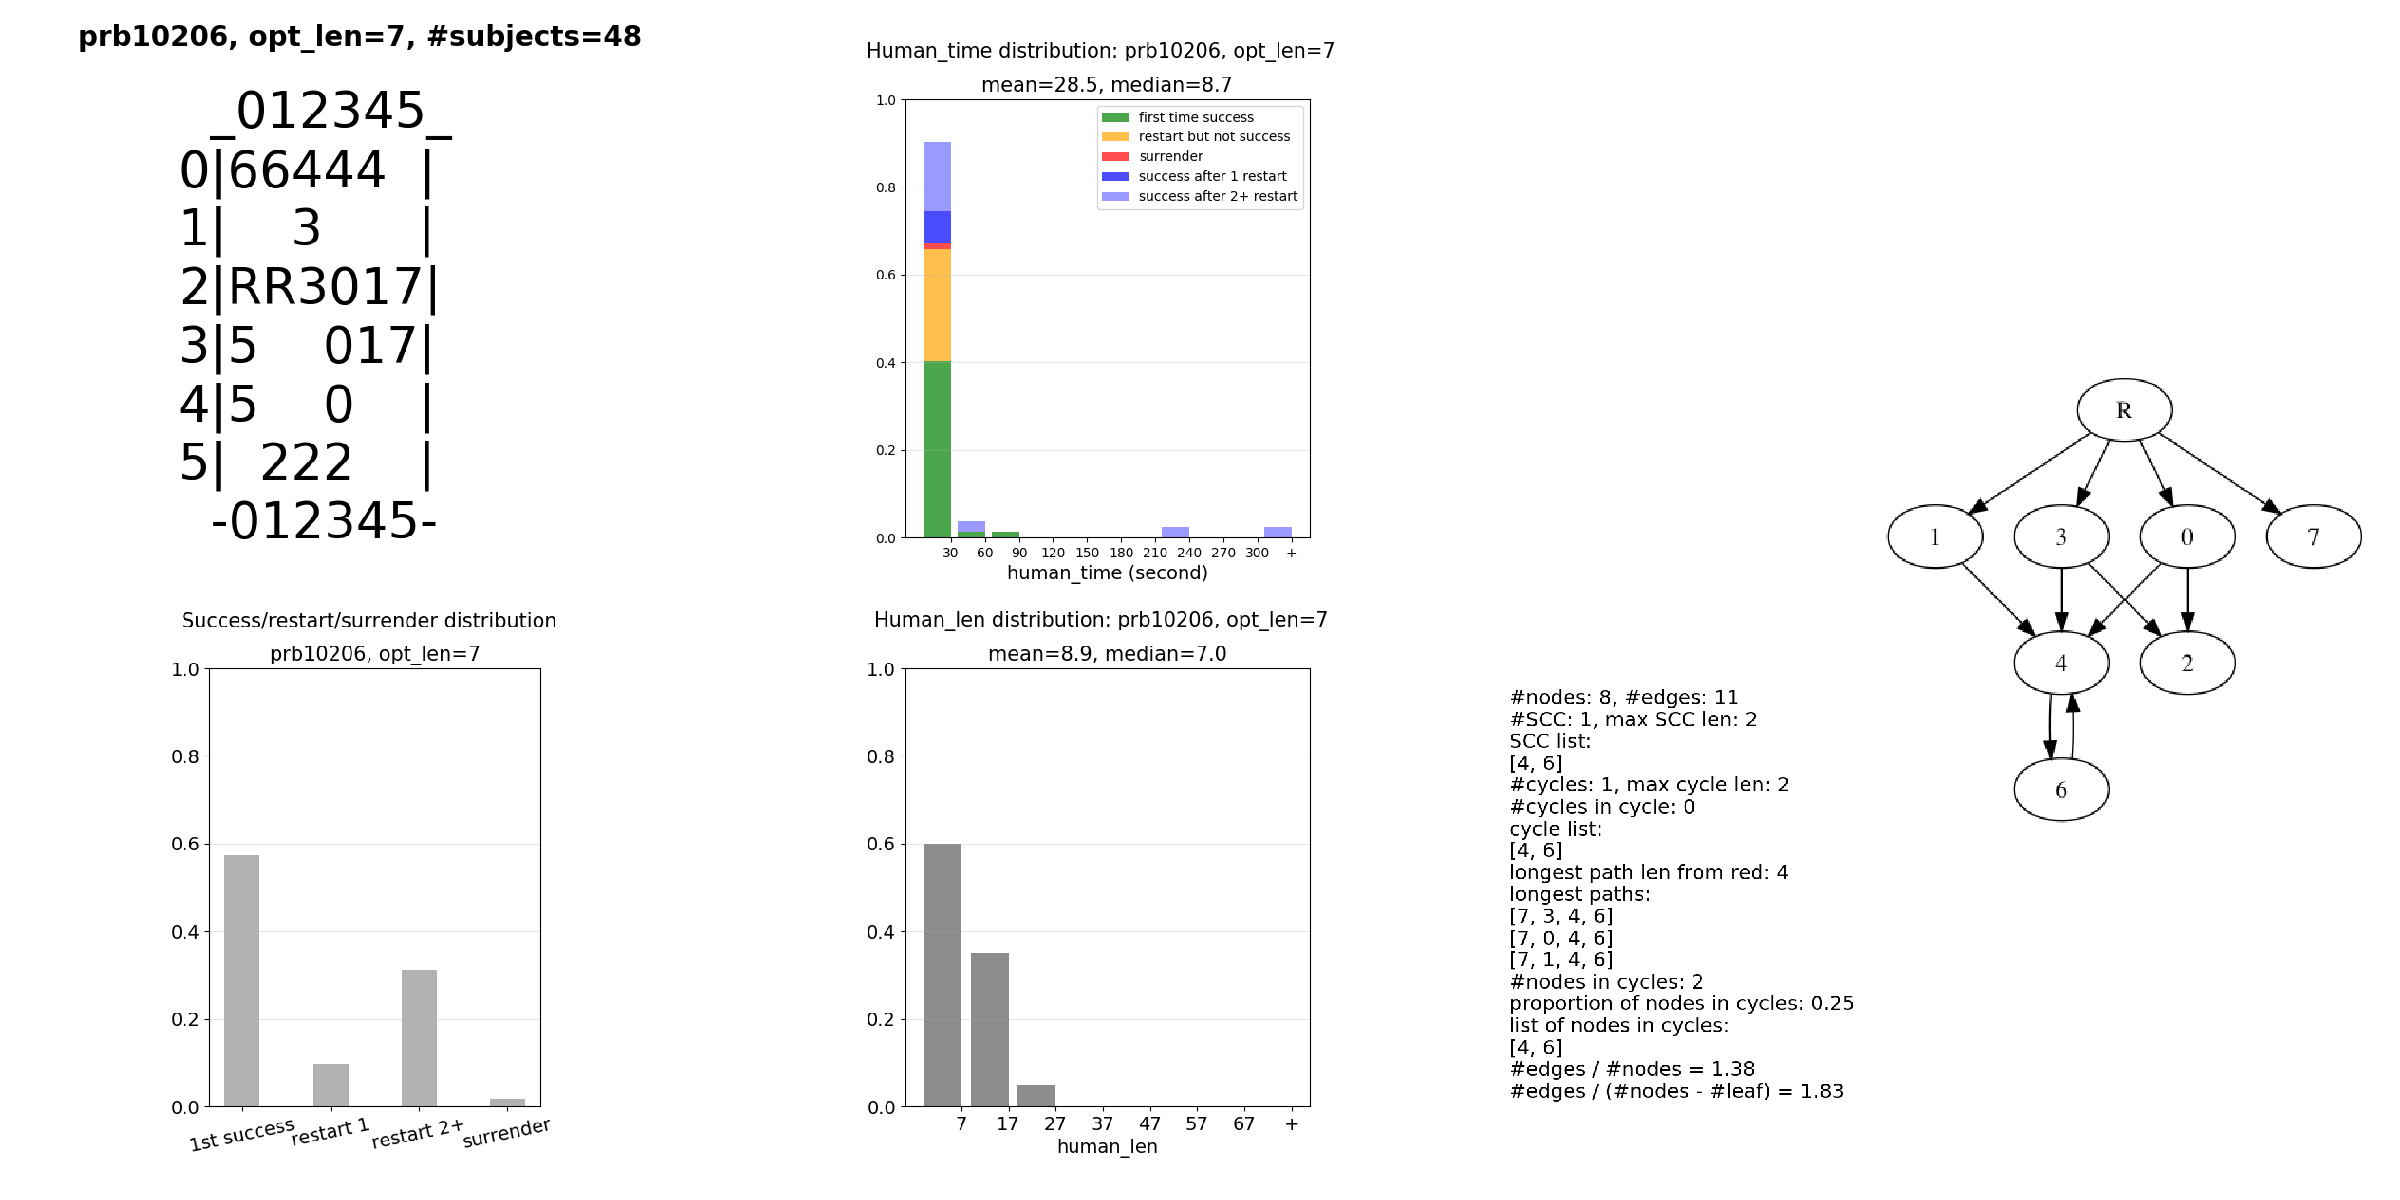 prb10206, opt_len=7, #subjects=48
_012345_
0|66444  |
1|  3   |
2|RR3017|
3|5  017|
4|5  0  |
5| 222  |
-012345-
Human_time distribution: prb10206, opt_len=7
mean=28.5, median=8.7
1.0
0.8
0.6
0.4
0.2
0.0
first time success
restart but not success
surrender
success after 1 restart
success after 2+ restart
30 60 90 120 150 180 210 240 270 300 +
human_time (second)
Success/restart/surrender distribution
prb10206, opt_len=7
1.0
0.8
0.6
0.4
0.2
0.0
1st success restart 1 restart 2+ surrender
Human_len distribution: prb10206, opt_len=7
mean=8.9, median=7.0
1.0
0.8
0.6
0.4
0.2
0.0
7 17 27 37 47 57 67 +
human_len
#nodes: 8, #edges: 11
#SCC: 1, max SCC len: 2
SCC list:
[4, 6]
#cycles: 1, max cycle len: 2
#cycles in cycle: 0
cycle list:
[4, 6]
longest path len from red: 4
longest paths:
[7, 3, 4, 6]
[7, 0, 4, 6]
[7, 1, 4, 6]
#nodes in cycles: 2
proportion of nodes in cycles: 0.25
list of nodes in cycles:
[4, 6]
#edges / #nodes = 1.38
#edges / (#nodes - #leaf) = 1.83
R
1 3 0 7
4 2
6